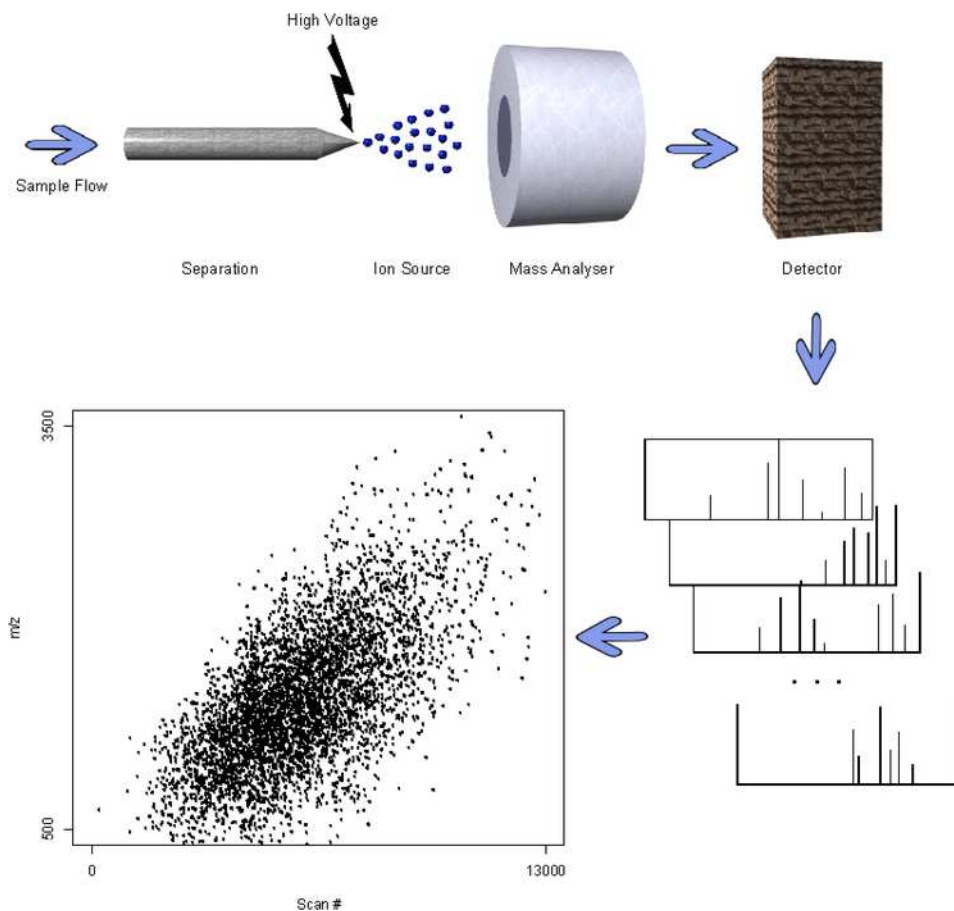 High Voltage
Sample Flow
Separation
Ion Source
Mass Analyser
Detector
3500
m/z
500
0
13000
Scan #
. . .